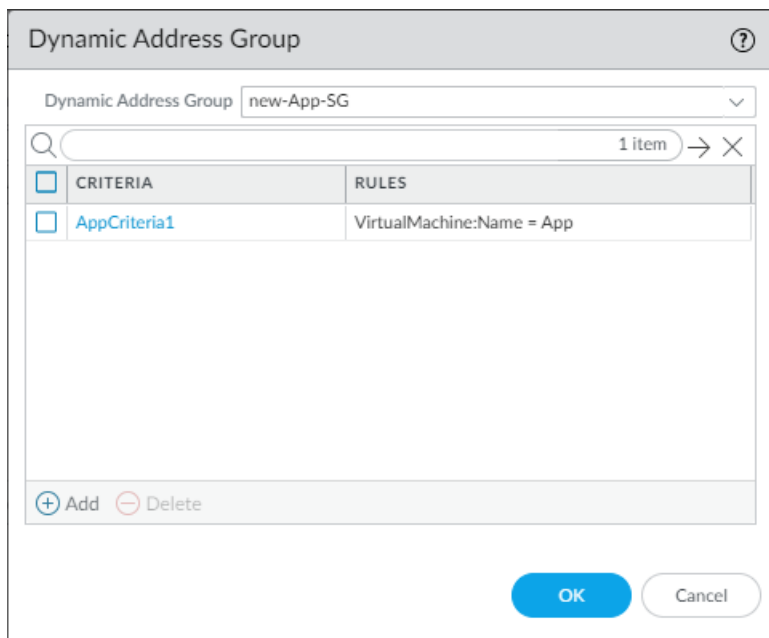 Dynamic Address Group
Dynamic Address Group new-App-SG
1 item
CRITERIA RULES
AppCriteria1 VirtualMachine:Name = App
Add Delete
OK Cancel